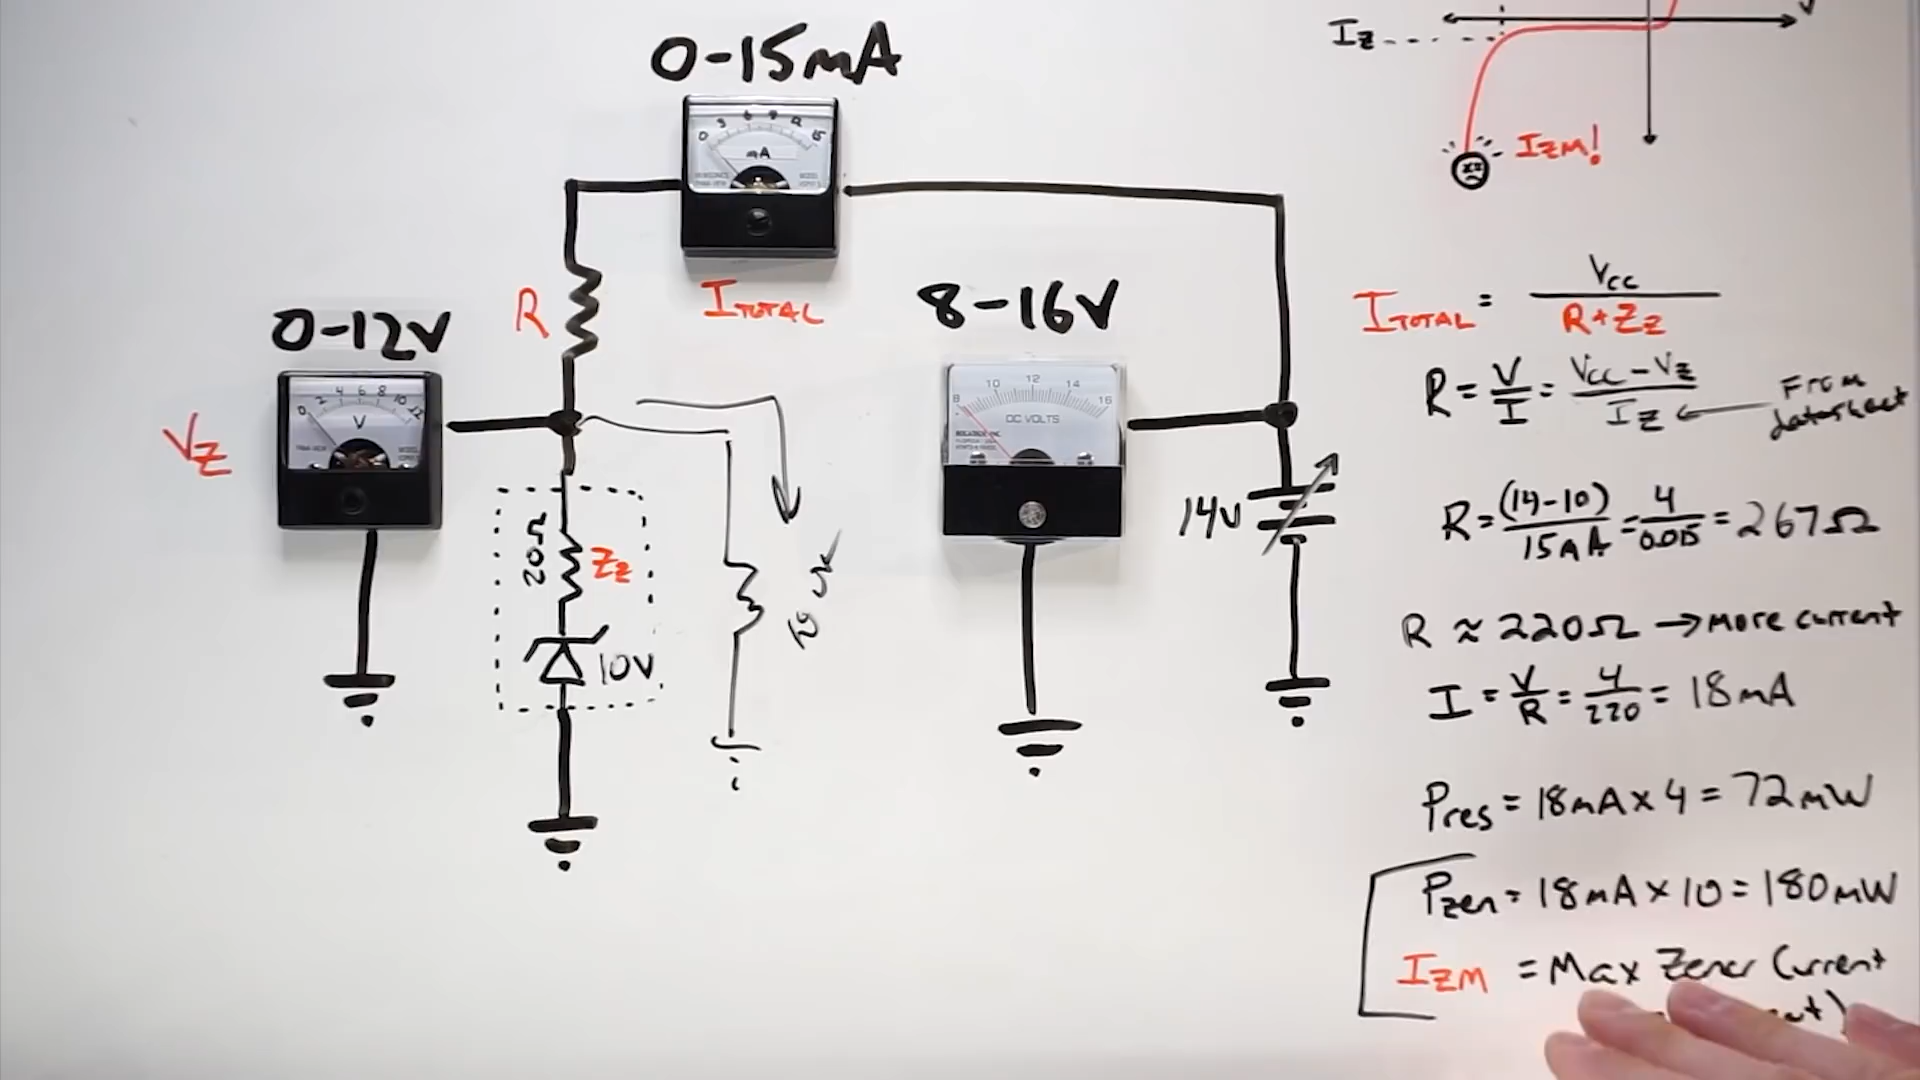 0-15mA
0 3 6 9 12 15
mA
I TOTAL
R
0-12V
0 2 4 6 8 10 12
V
VZ
20Ω
ZZ
10V
10 k
8-16V
8 10 12 14 16
DC VOLTS
14V
V
IZ
IZM!
I TOTAL = VCC / R+ZZ
R = V/I = VCC - VZ / IZ ← From datasheet
R = (14-10) / 15mA = 4 / 0.015 = 267Ω
R ≈ 220Ω → More current
I = V/R = 4/220 = 18mA
Pres = 18mA x 4 = 72mW
Pzen = 18mA x 10 = 180mW
IZM = Max Zener Current